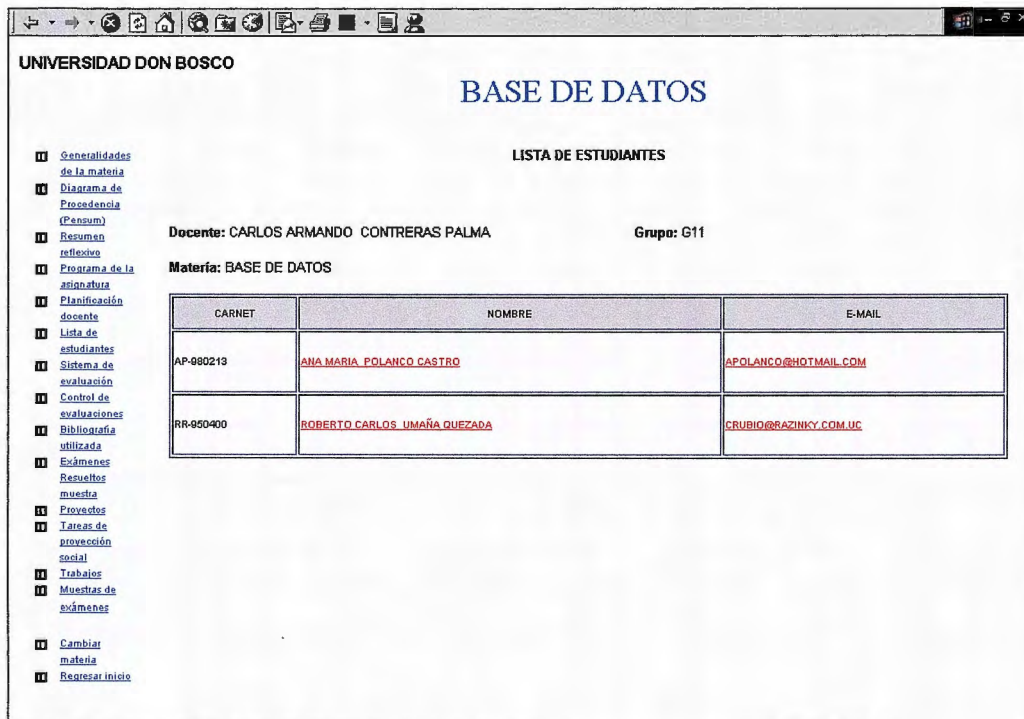 UNIVERSIDAD DON BOSCO
BASE DE DATOS
Generalidades
de la materia
Diagrama de
Procedencia
(Pensum)
Resumen
reflexivo
Programa de la
asignatura
Planificación
docente
Lista de
estudiantes
Sistema de
evaluación
Control de
evaluaciones
Bibliografia
utilizada
Exámenes
Resueltos
muestra
Proyectos
Tareas de
proyección
social
Trabajos
Muestras de
exámenes
Cambiar
materia
Regresar inicio
LISTA DE ESTUDIANTES
Docente: CARLOS ARMANDO CONTRERAS PALMA Grupo: G11
Materia: BASE DE DATOS
CARNET NOMBRE E-MAIL
AP-980213 ANA MARIA POLANCO CASTRO APOLANCO@HOTMAIL.COM
RR-950400 ROBERTO CARLOS UMAÑA QUEZADA CRUBIO@RAZINKY.COM.UC